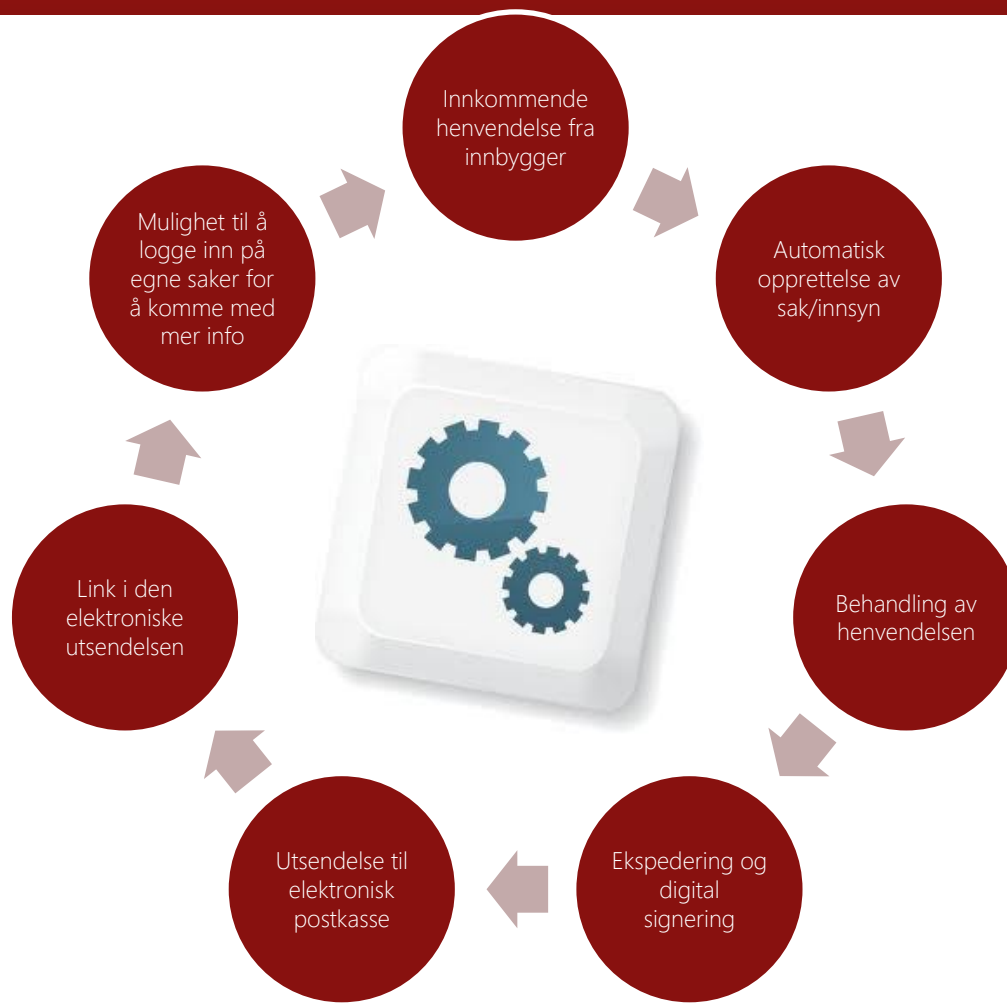 Innkommende
henvendelse fra
innbygger
Automatisk
opprettelse av
sak/innsyn
Behandling av
henvendelsen
Ekspedering og
digital
signering
Utsendelse til
elektronisk
postkasse
Link i den
elektroniske
utsendelsen
Mulighet til å
logge inn på
egne saker for
å komme med
mer info